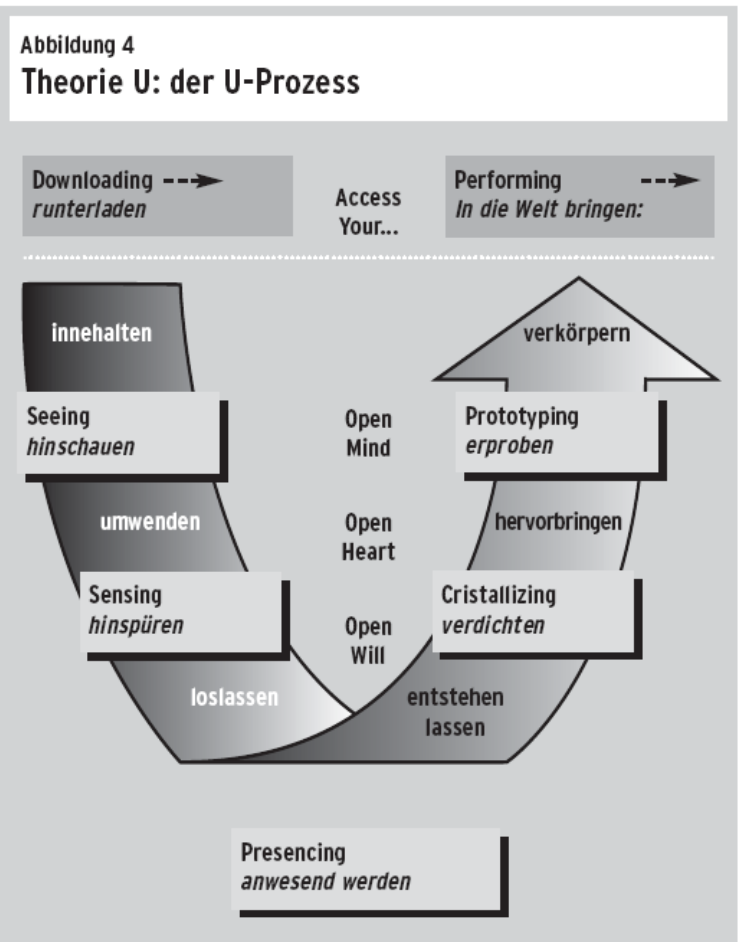 Abbildung 4
Theorie U: der U-Prozess
Downloading
runterladen
Access
Your...
Performing
In die Welt bringen:
innehalten
verkörpern
Seeing
hinschauen
Open
Mind
Prototyping
erproben
umwenden
Open
Heart
hervorbringen
Sensing
hinspüren
Open
Will
Cristallizing
verdichten
loslassen
entstehen
lassen
Presencing
anwesend werden